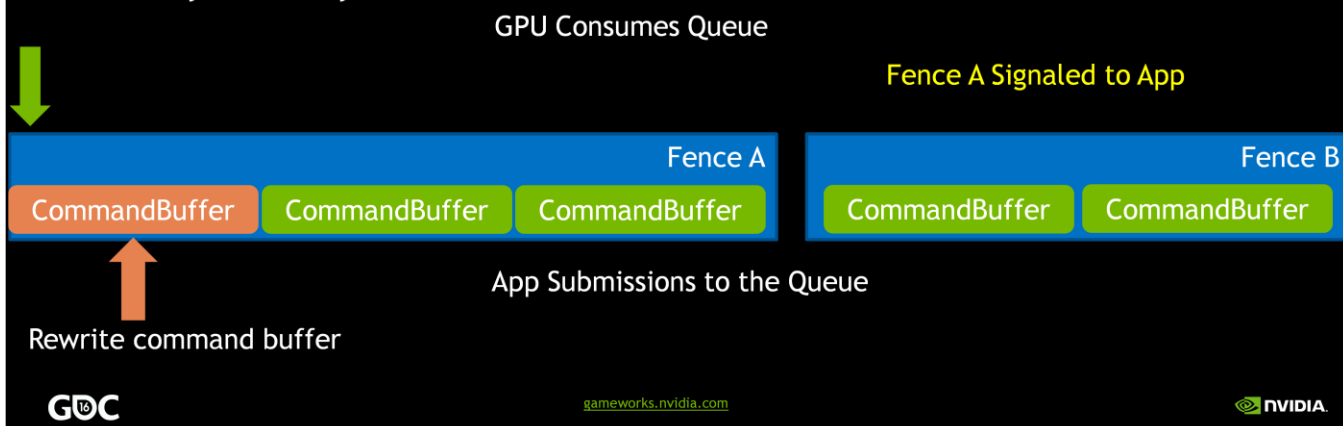 GPU Consumes Queue
Fence A Signaled to App
Fence A
Fence B
CommandBuffer
CommandBuffer
CommandBuffer
CommandBuffer
CommandBuffer
App Submissions to the Queue
Rewrite command buffer
GDC 16
gameworks.nvidia.com
NVIDIA.